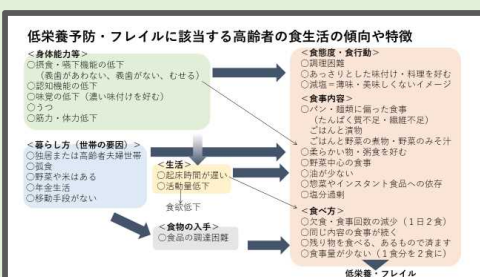 低栄養予防・フレイルに該当する高齢者の食生活の傾向や特徴
＜身体能力等＞
○摂食・嚥下機能の低下
（義歯があわない、義歯がない、むせる）
○認知機能の低下
○味覚の低下（濃い味付けを好む）
○うつ
○筋力・体力低下
＜暮らし方（世帯の要因）＞
○独居または高齢者夫婦世帯
○孤食
○野菜や米はある
○年金生活
○移動手段がない
＜生活＞
○起床時間が遅い
○活動量低下
食欲低下
＜食物の入手＞
○食品の調達困難
＜食態度・食行動＞
○調理困難
○あっさりとした味付け・料理を好む
○減塩＝薄味・美味しくないイメージ
＜食事内容＞
○パン・麺類に偏った食事
（たんぱく質不足・繊維不足）
ごはんと漬物
ごはんと野菜の煮物・野菜のみそ汁
○柔らかい物・粥食を好む
○野菜中心の食事
○油が少ない
○惣菜やインスタント食品への依存
○塩分過剰
＜食べ方＞
○欠食・食事回数の減少（１日２食）
○同じ内容の食事が続く
○残り物を食べる、あるもので済ます
○食事量が少ない（１食分を２食に）
低栄養・フレイル